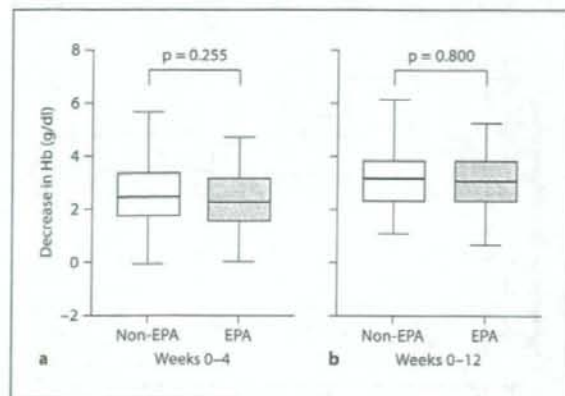 p = 0.255
p = 0.800
Decrease in Hb (g/dl)
8
6
4
2
0
−2
Non-EPA EPA
Non-EPA EPA
a Weeks 0–4
b Weeks 0–12